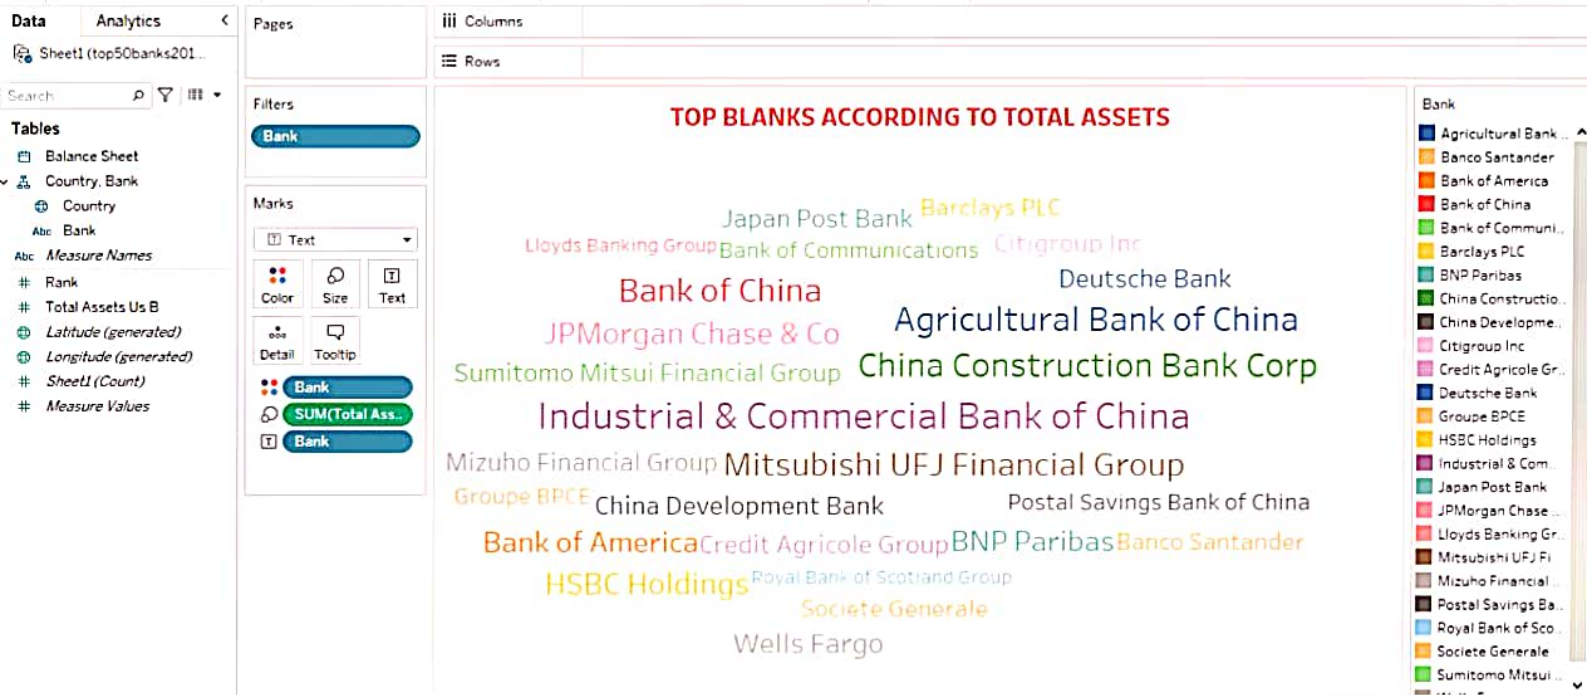 Data Analytics
Sheet1 (top50banks201...
Search
Tables
Balance Sheet
Country, Bank
Country
Abc Bank
Abc Measure Names
# Rank
# Total Assets Us B
Latitude (generated)
Longitude (generated)
# Sheet1 (Count)
# Measure Values
Pages
Filters
Bank
Marks
T Text
Color Size Text
Detail Tooltip
Bank
SUM(Total Ass..
T Bank
Columns
Rows
TOP BLANKS ACCORDING TO TOTAL ASSETS
Japan Post Bank Barclays PLC
Lloyds Banking Group Bank of Communications Citigroup Inc
Bank of China Deutsche Bank
JPMorgan Chase & Co Agricultural Bank of China
Sumitomo Mitsui Financial Group China Construction Bank Corp
Industrial & Commercial Bank of China
Mizuho Financial Group Mitsubishi UFJ Financial Group
Groupe BPCE China Development Bank Postal Savings Bank of China
Bank of America Credit Agricole Group BNP Paribas Banco Santander
HSBC Holdings Royal Bank of Scotland Group
Societe Generale
Wells Fargo
Bank
Agricultural Bank ..
Banco Santander
Bank of America
Bank of China
Bank of Communi..
Barclays PLC
BNP Paribas
China Constructio..
China Developme..
Citigroup Inc
Credit Agricole Gr..
Deutsche Bank
Groupe BPCE
HSBC Holdings
Industrial & Com..
Japan Post Bank
JPMorgan Chase ..
Lloyds Banking Gr..
Mitsubishi UFJ Fi
Mizuho Financial ..
Postal Savings Ba..
Royal Bank of Sco..
Societe Generale
Sumitomo Mitsui ..